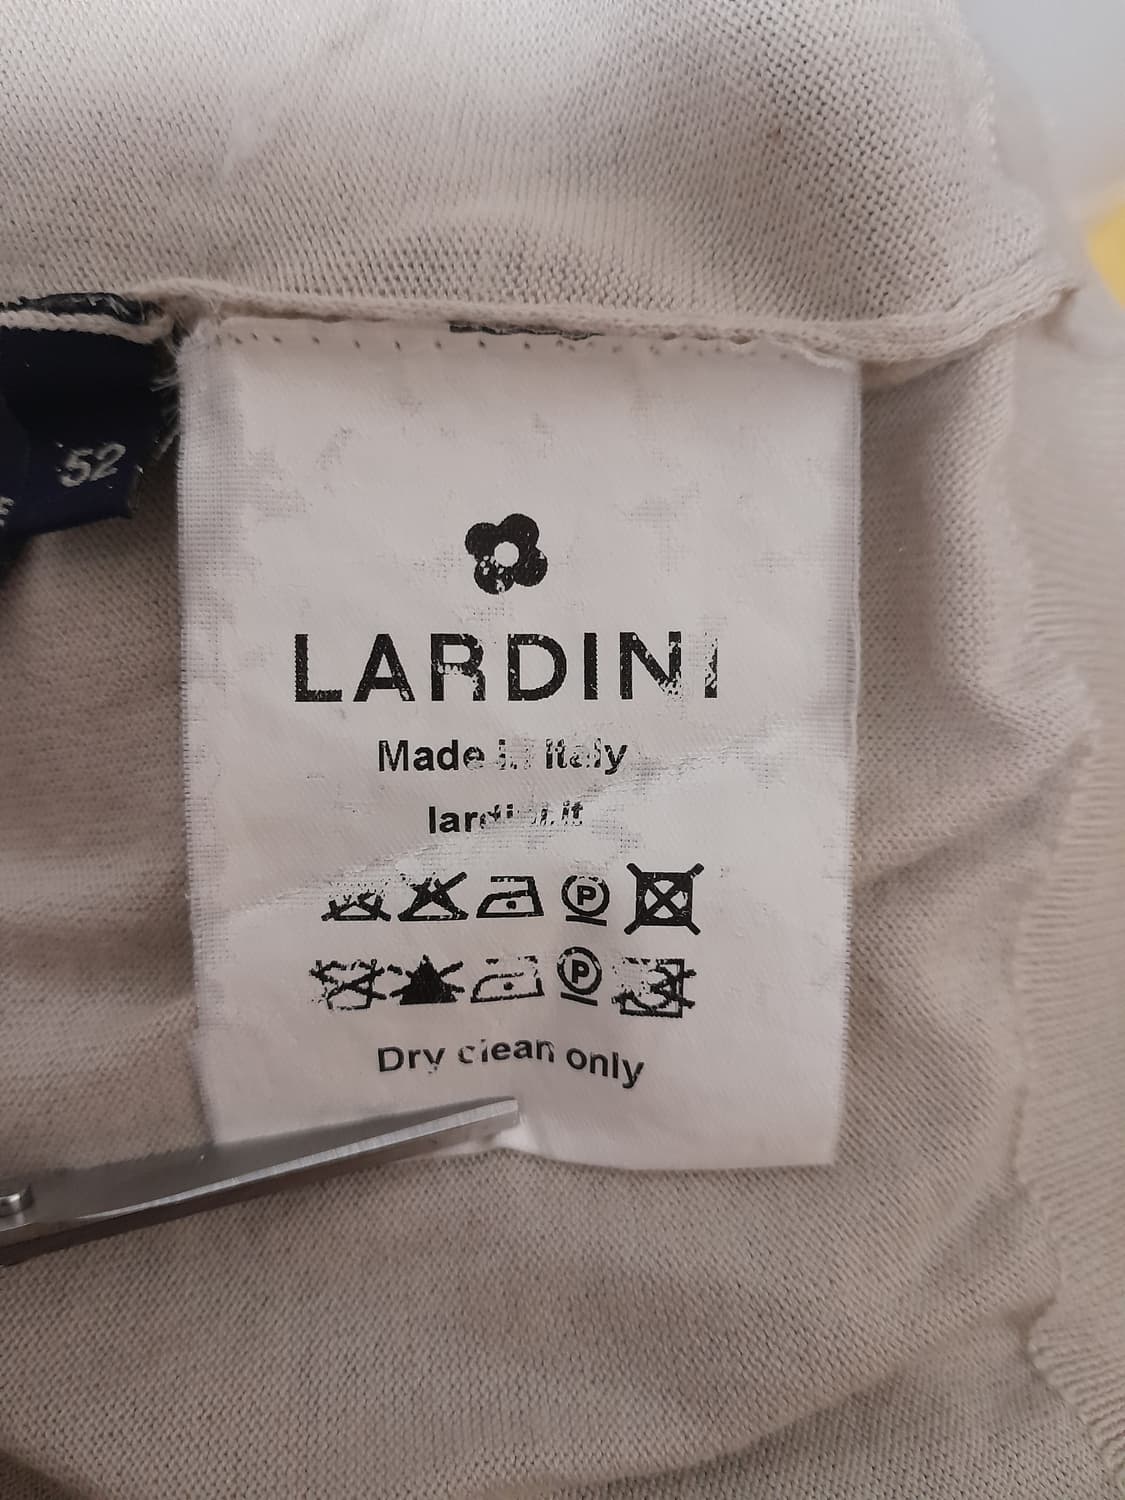 52
LARDINI
Made in Italy
lardini.it
P
P
Dry clean only